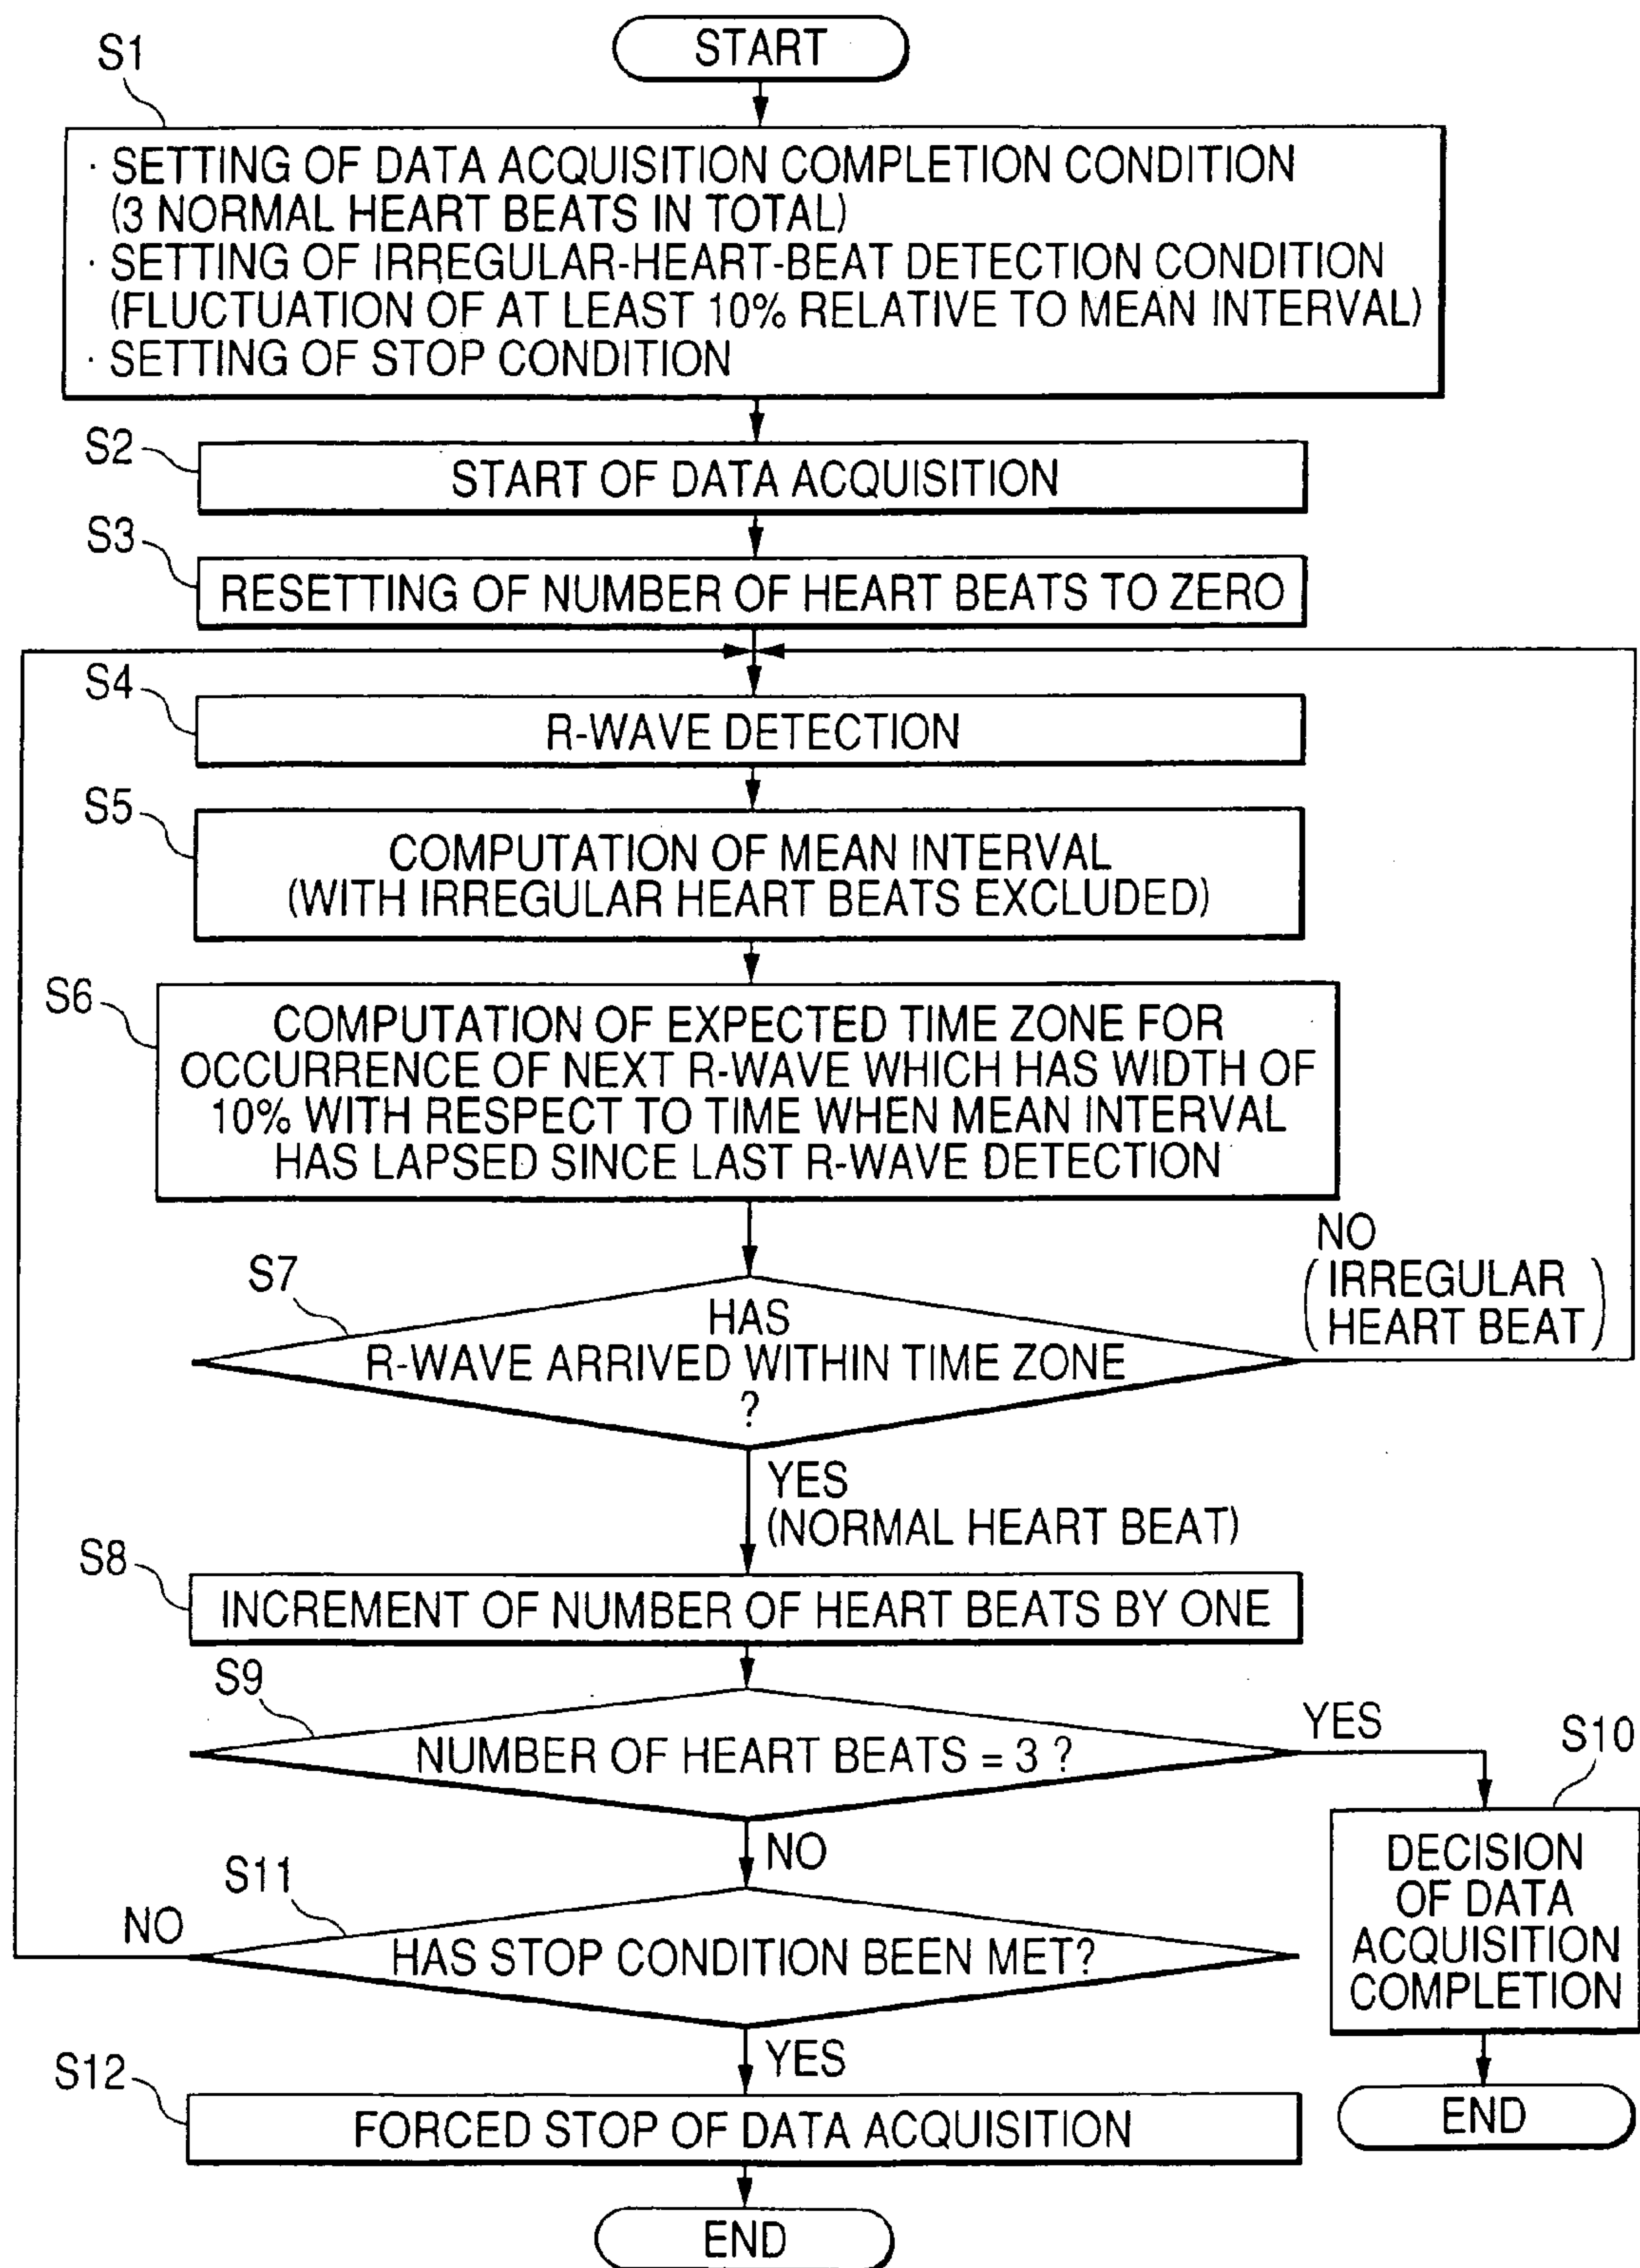 START
S1
· SETTING OF DATA ACQUISITION COMPLETION CONDITION
(3 NORMAL HEART BEATS IN TOTAL)
· SETTING OF IRREGULAR-HEART-BEAT DETECTION CONDITION
(FLUCTUATION OF AT LEAST 10% RELATIVE TO MEAN INTERVAL)
· SETTING OF STOP CONDITION
S2
START OF DATA ACQUISITION
S3
RESETTING OF NUMBER OF HEART BEATS TO ZERO
S4
R-WAVE DETECTION
S5
COMPUTATION OF MEAN INTERVAL
(WITH IRREGULAR HEART BEATS EXCLUDED)
S6
COMPUTATION OF EXPECTED TIME ZONE FOR
OCCURRENCE OF NEXT R-WAVE WHICH HAS WIDTH OF
10% WITH RESPECT TO TIME WHEN MEAN INTERVAL
HAS LAPSED SINCE LAST R-WAVE DETECTION
S7
HAS
R-WAVE ARRIVED WITHIN TIME ZONE
?
NO
(IRREGULAR
HEART BEAT)
YES
(NORMAL HEART BEAT)
S8
INCREMENT OF NUMBER OF HEART BEATS BY ONE
S9
NUMBER OF HEART BEATS = 3 ?
YES
S10
DECISION
OF DATA
ACQUISITION
COMPLETION
END
NO
S11
HAS STOP CONDITION BEEN MET?
NO
YES
S12
FORCED STOP OF DATA ACQUISITION
END